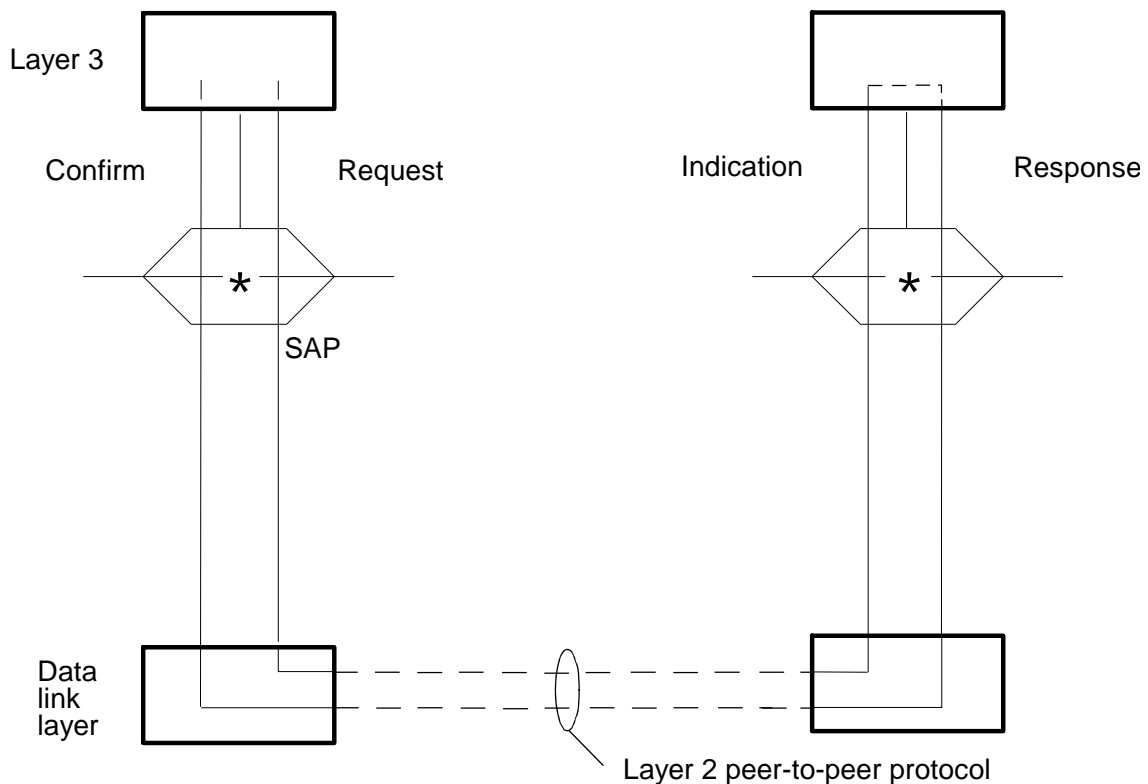 Layer 3
Confirm
Request
Indication
Response
*
*
SAP
Data
link
layer
Layer 2 peer-to-peer protocol